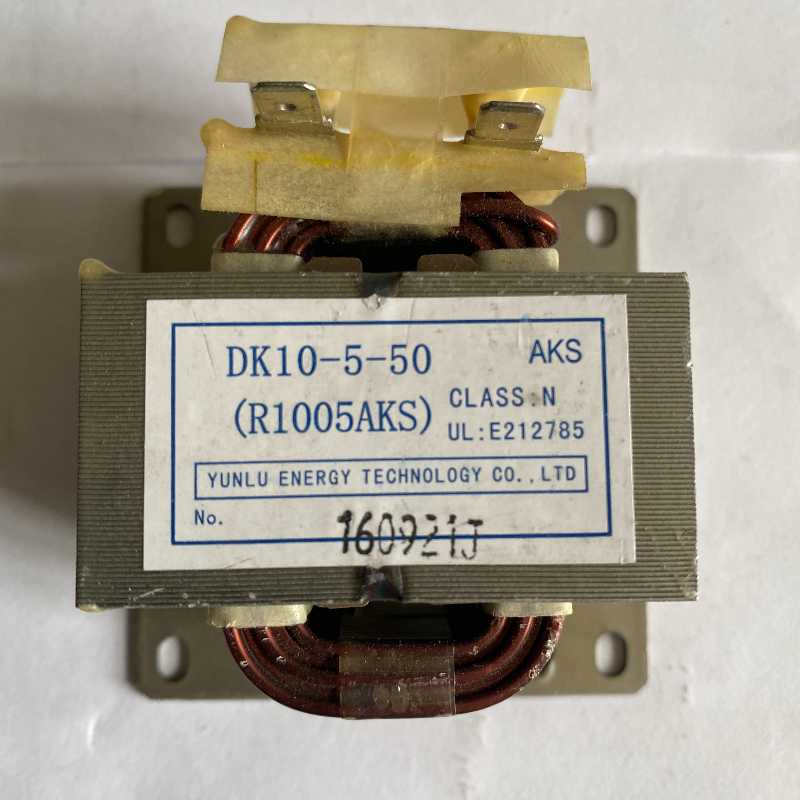 DK10-5-50 AKS
(R1005AKS) CLASS:N
UL:E212785
YUNLU ENERGY TECHNOLOGY CO.,LTD
No. 160921J